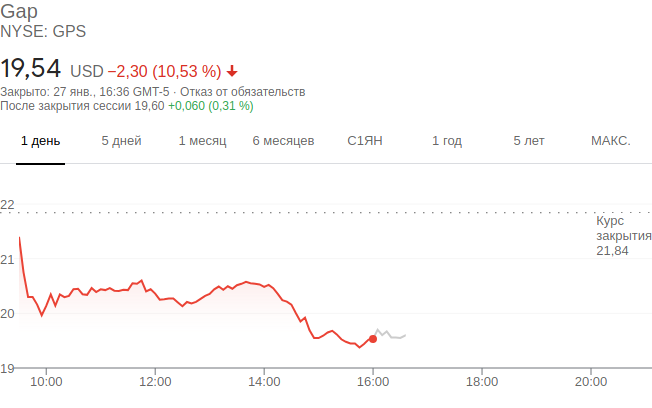 Gap
NYSE: GPS
19,54 USD −2,30 (10,53 %)
Закрыто: 27 янв., 16:36 GMT-5 · Отказ от обязательств
После закрытия сессии 19,60 +0,060 (0,31 %)
1 день 5 дней 1 месяц 6 месяцев С1ЯН 1 год 5 лет МАКС.
22
Курс
закрытия
21,84
21
20
19
10:00 12:00 14:00 16:00 18:00 20:00